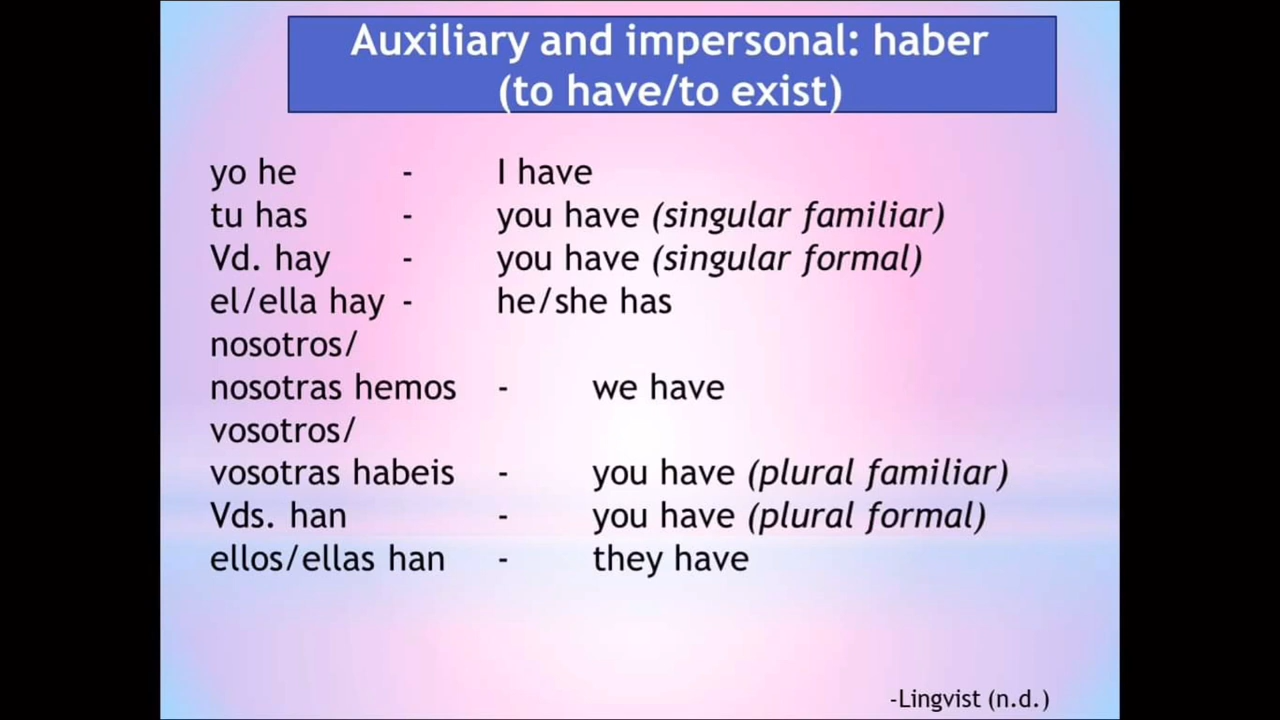 Auxiliary and impersonal: haber
(to have/to exist)
yo he - I have
tu has - you have (singular familiar)
Vd. hay - you have (singular formal)
el/ella hay - he/she has
nosotros/
nosotras hemos - we have
vosotros/
vosotras habeis - you have (plural familiar)
Vds. han - you have (plural formal)
ellos/ellas han - they have
-Lingvist (n.d.)